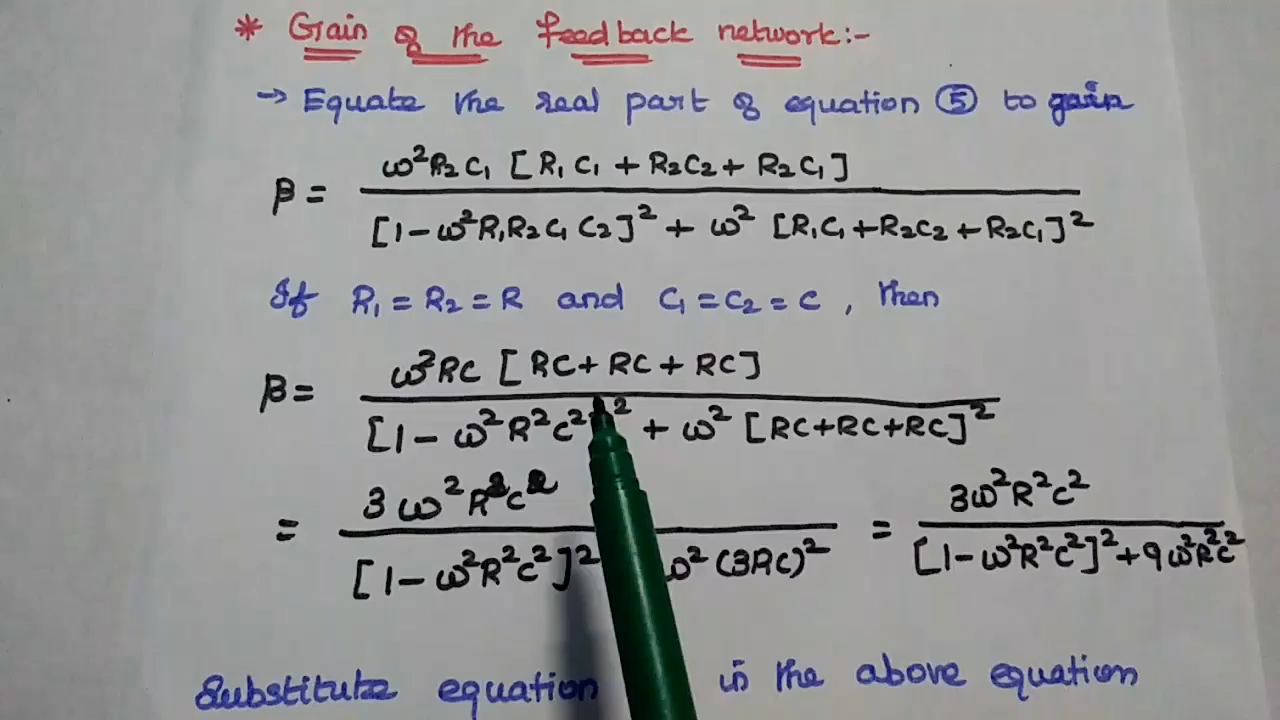 * Gain of the feedback network:-
→ Equate the real part of equation ⑤ to gain
β = ω²R₂C₁ [R₁C₁ + R₂C₂ + R₂C₁] / [1-ω²R₁R₂C₁C₂]² + ω² [R₁C₁+R₂C₂+R₂C₁]²
If R₁ = R₂ = R and C₁ = C₂ = C, then
β = ω²RC [RC + RC + RC] / [1 - ω²R²C²]² + ω² [RC+RC+RC]²
= 3ω²R²C² / [1-ω²R²C²]² ω²(3RC)² = 3ω²R²C² / [1-ω²R²C²]² + 9ω²R²C²
Substitute equation in the above equation